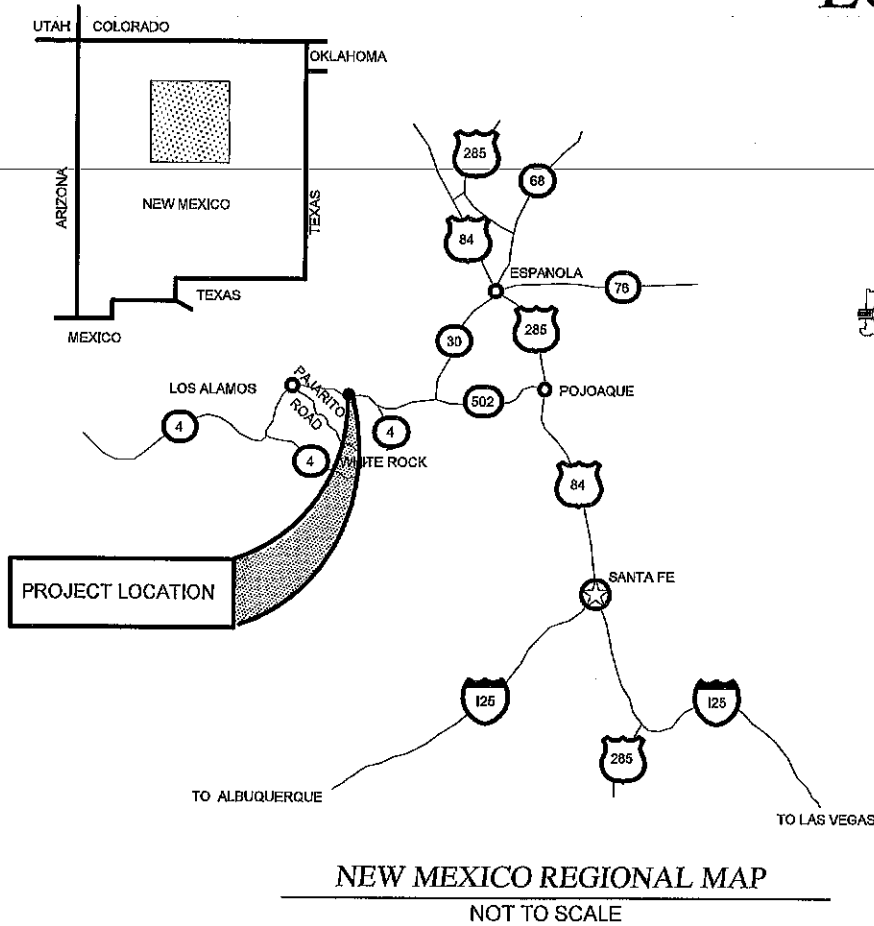 UTAH
COLORADO
OKLAHOMA
ARIZONA
NEW MEXICO
TEXAS
TEXAS
MEXICO
285
68
84
ESPANOLA
76
30
285
LOS ALAMOS
PAJARITO
ROAD
502
POJOAQUE
4
4
4
WHITE ROCK
84
PROJECT LOCATION
SANTA FE
I25
I25
285
TO ALBUQUERQUE
TO LAS VEGAS
NEW MEXICO REGIONAL MAP
NOT TO SCALE